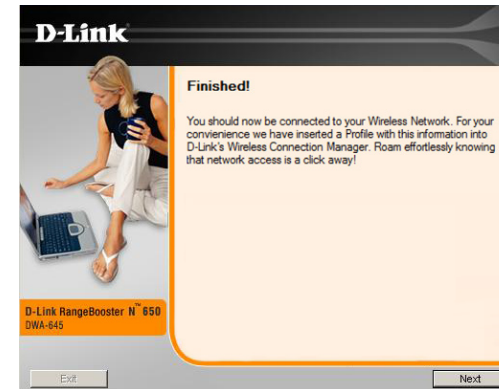 D-Link
Finished!
You should now be connected to your Wireless Network. For your
convienience we have inserted a Profile with this information into
D-Link's Wireless Connection Manager. Roam effortlessly knowing
that network access is a click away!
D-Link RangeBooster N™ 650
DWA-645
Exit
Next